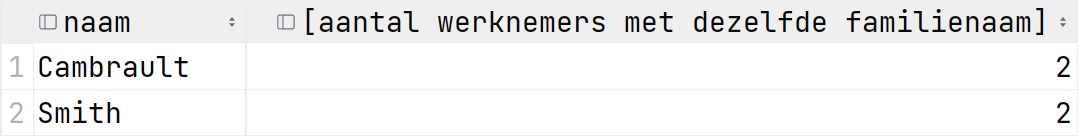 naam [aantal werknemers met dezelfde familienaam]
1 Cambrault 2
2 Smith 2